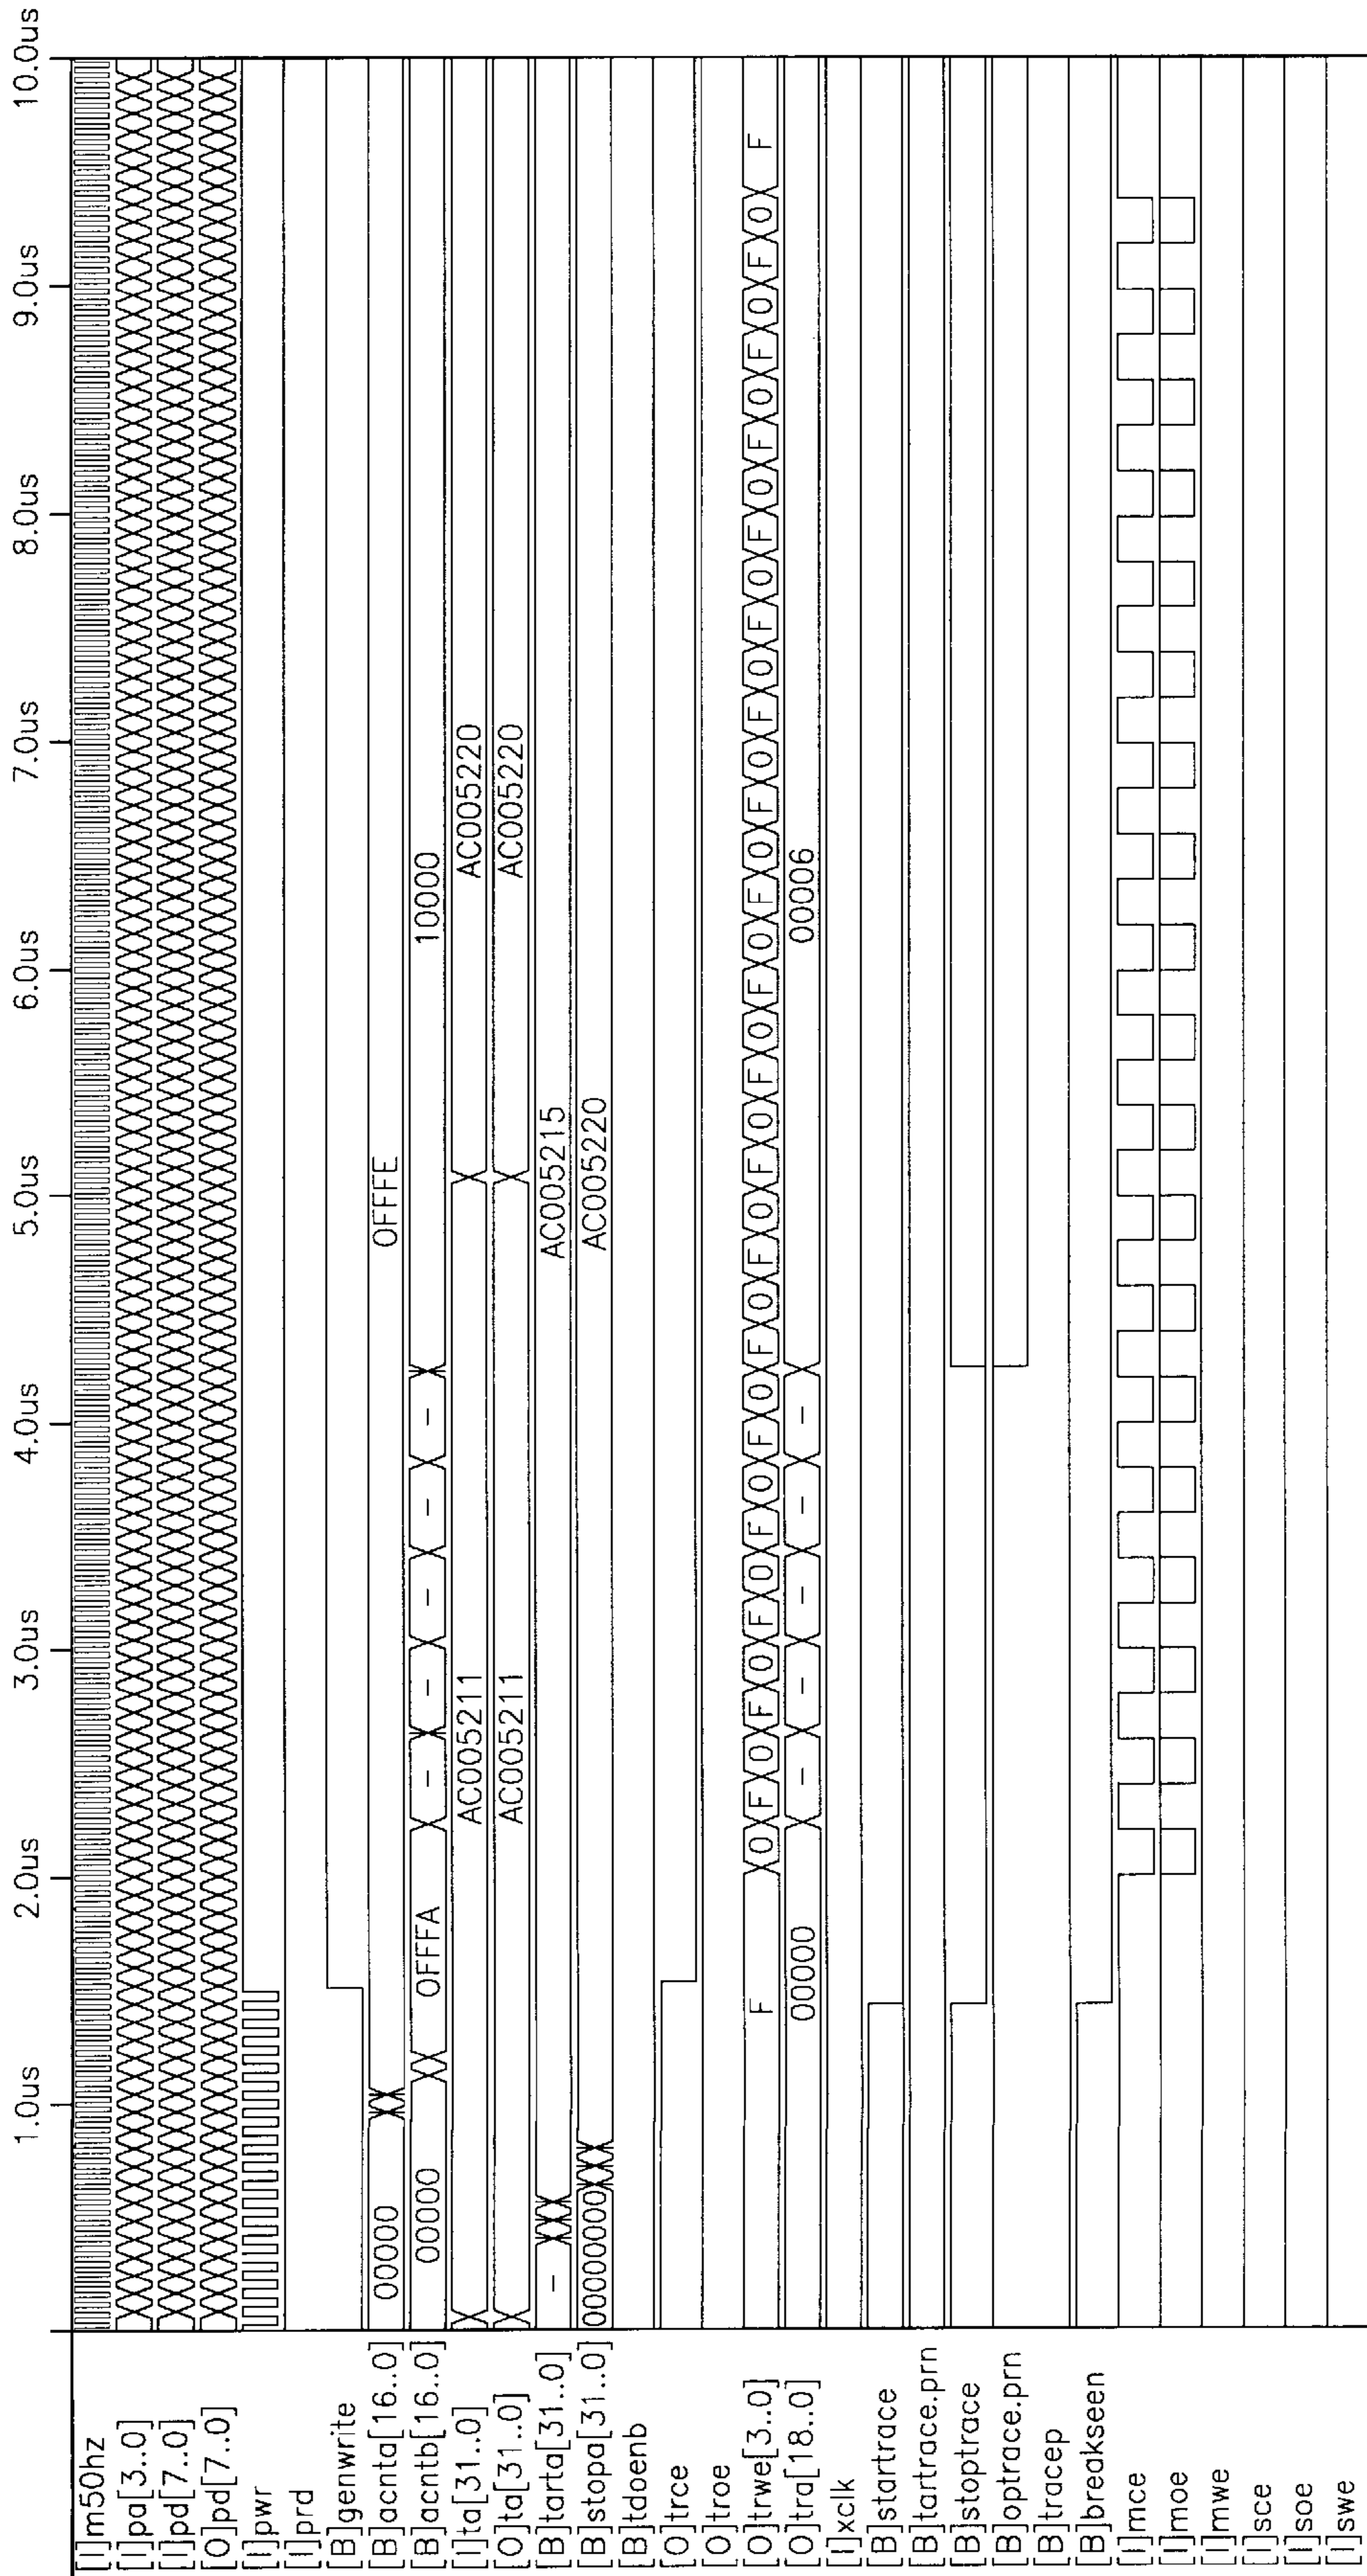 1.0us 2.0us 3.0us 4.0us 5.0us 6.0us 7.0us 8.0us 9.0us 10.0us
[I]m50hz
[I]pa[3..0]
[I]pd[7..0]
[O]pd[7..0]
[I]pwr
[I]prd
[B]genwrite
[B]acnta[16..0] 00000 0FFFE
[B]acntb[16..0] 00000 0FFFA - - - - - 10000
[I]ta[31..0] AC005211 AC005220
[O]ta[31..0] AC005211 AC005220
[B]tarta[31..0] - AC005215
[B]stopa[31..0] 00000000 AC005220
[B]tdoenb
[O]trce
[O]troe
[O]trwe[3..0] F 0 F 0 F 0 F 0 F 0 F 0 F 0 F 0 F 0 F 0 F 0 F 0 F 0 F 0 F 0 F 0 F 0 F 0 F 0 F
[O]tra[18..0] 00000 - - - - - 00006
[I]xclk
[B]startrace
[B]tartrace.prn
[B]stoptrace
[B]optrace.prn
[B]tracep
[B]breakseen
[I]mce
[I]moe
[I]mwe
[I]sce
[I]soe
[I]swe